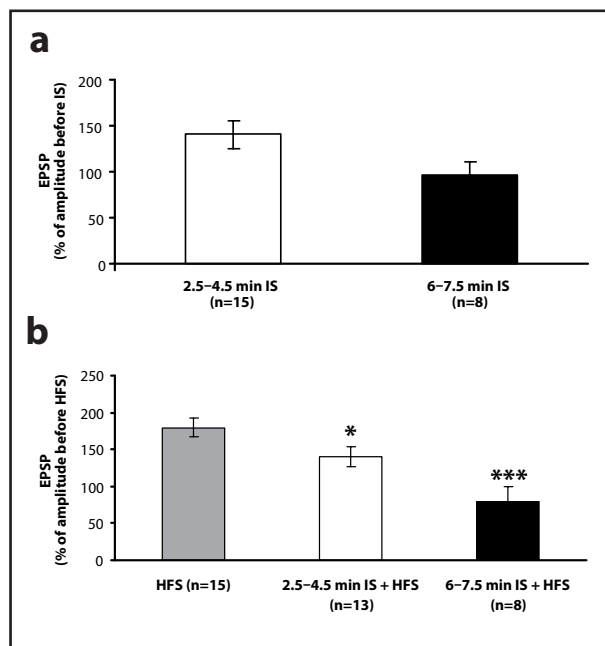 a
EPSP
(% of amplitude before IS)
200
150
100
50
0
2.5–4.5 min IS
(n=15)
6–7.5 min IS
(n=8)
b
EPSP
(% of amplitude before HFS)
250
200
150
100
50
0
*
***
HFS (n=15)
2.5–4.5 min IS + HFS
(n=13)
6–7.5 min IS + HFS
(n=8)